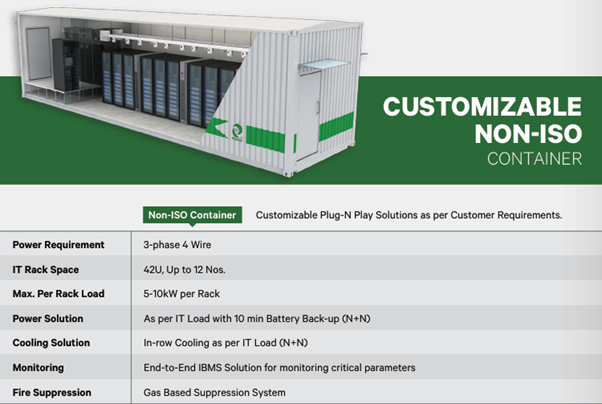 CUSTOMIZABLE
NON-ISO
CONTAINER
Non-ISO Container Customizable Plug-N Play Solutions as per Customer Requirements.
Power Requirement 3-phase 4 Wire
IT Rack Space 42U, Up to 12 Nos.
Max. Per Rack Load 5-10kW per Rack
Power Solution As per IT Load with 10 min Battery Back-up (N+N)
Cooling Solution In-row Cooling as per IT Load (N+N)
Monitoring End-to-End IBMS Solution for monitoring critical parameters
Fire Suppression Gas Based Suppression System